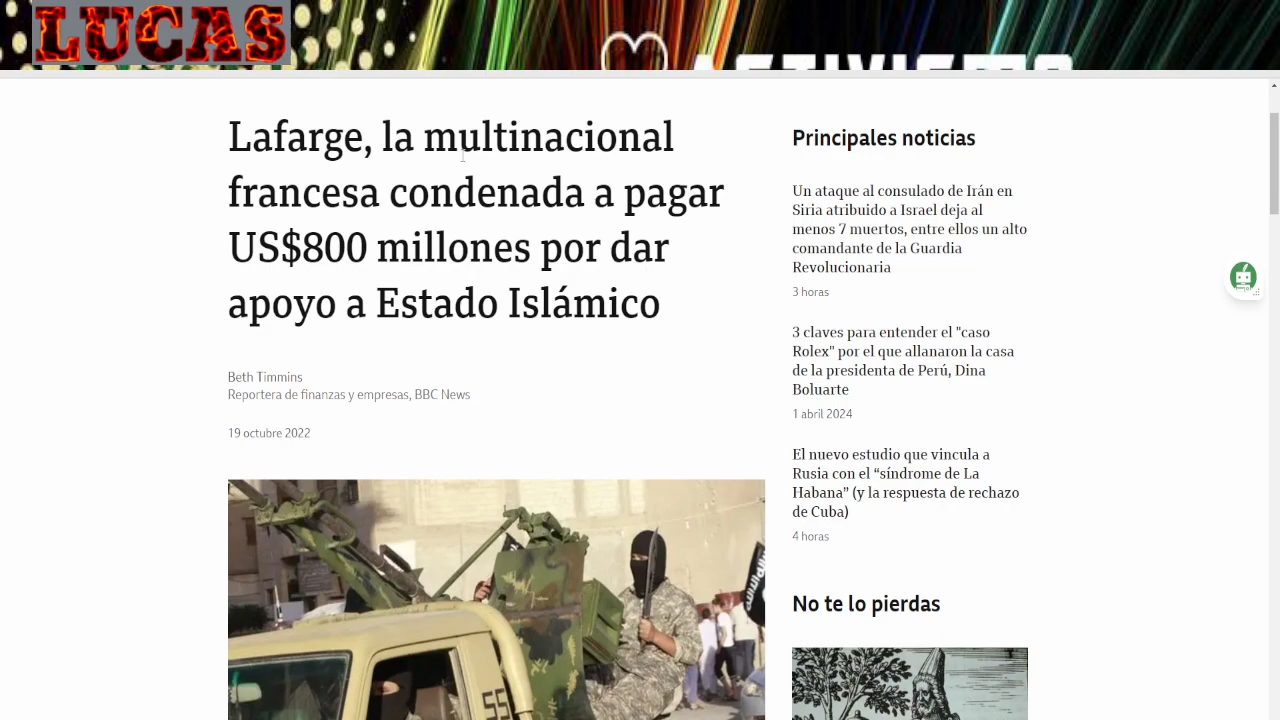 LUCAS
ACTIVISMO
Lafarge, la multinacional
francesa condenada a pagar
US$800 millones por dar
apoyo a Estado Islámico
Beth Timmins
Reportera de finanzas y empresas, BBC News
19 octubre 2022
55
Principales noticias
Un ataque al consulado de Irán en
Siria atribuido a Israel deja al
menos 7 muertos, entre ellos un alto
comandante de la Guardia
Revolucionaria
3 horas
3 claves para entender el "caso
Rolex" por el que allanaron la casa
de la presidenta de Perú, Dina
Boluarte
1 abril 2024
El nuevo estudio que vincula a
Rusia con el “síndrome de La
Habana” (y la respuesta de rechazo
de Cuba)
4 horas
No te lo pierdas